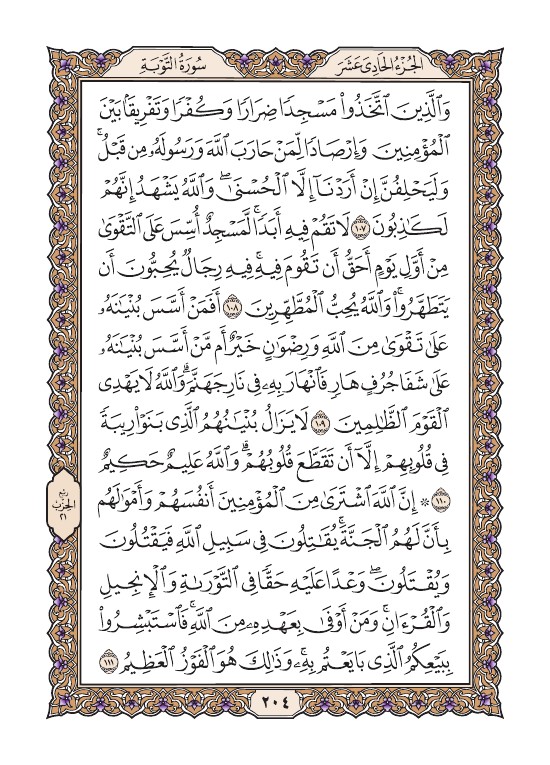 الجُزْءُ الحَادِى عَشَرَ
سُورَةُ التَّوْبَةِ
وَٱلَّذِينَ ٱتَّخَذُوا۟ مَسْجِدًا ضِرَارًا وَكُفْرًا وَتَفْرِيقًۢا بَيْنَ
ٱلْمُؤْمِنِينَ وَإِرْصَادًا لِّمَنْ حَارَبَ ٱللَّهَ وَرَسُولَهُۥ مِن قَبْلُ ۚ
وَلَيَحْلِفُنَّ إِنْ أَرَدْنَآ إِلَّا ٱلْحُسْنَىٰ ۖ وَٱللَّهُ يَشْهَدُ إِنَّهُمْ
لَكَٰذِبُونَ ١٠٧ لَا تَقُمْ فِيهِ أَبَدًا ۚ لَّمَسْجِدٌ أُسِّسَ عَلَى ٱلتَّقْوَىٰ
مِنْ أَوَّلِ يَوْمٍ أَحَقُّ أَن تَقُومَ فِيهِ ۚ فِيهِ رِجَالٌ يُحِبُّونَ أَن
يَتَطَهَّرُوا۟ ۚ وَٱللَّهُ يُحِبُّ ٱلْمُطَّهِّرِينَ ١٠٨ أَفَمَنْ أَسَّسَ بُنْيَٰنَهُۥ
عَلَىٰ تَقْوَىٰ مِنَ ٱللَّهِ وَرِضْوَٰنٍ خَيْرٌ أَم مَّنْ أَسَّسَ بُنْيَٰنَهُۥ
عَلَىٰ شَفَا جُرُفٍ هَارٍ فَٱنْهَارَ بِهِۦ فِى نَارِ جَهَنَّمَ ۗ وَٱللَّهُ لَا يَهْدِى
ٱلْقَوْمَ ٱلظَّٰلِمِينَ ١٠٩ لَا يَزَالُ بُنْيَٰنُهُمُ ٱلَّذِى بَنَوْا۟ رِيبَةً
فِى قُلُوبِهِمْ إِلَّآ أَن تَقَطَّعَ قُلُوبُهُمْ ۗ وَٱللَّهُ عَلِيمٌ حَكِيمٌ
١١٠ ۞ إِنَّ ٱللَّهَ ٱشْتَرَىٰ مِنَ ٱلْمُؤْمِنِينَ أَنفُسَهُمْ وَأَمْوَٰلَهُم
بِأَنَّ لَهُمُ ٱلْجَنَّةَ ۚ يُقَٰتِلُونَ فِى سَبِيلِ ٱللَّهِ فَيَقْتُلُونَ
وَيُقْتَلُونَ ۖ وَعْدًا عَلَيْهِ حَقًّا فِى ٱلتَّوْرَىٰةِ وَٱلْإِنجِيلِ
وَٱلْقُرْءَانِ ۚ وَمَنْ أَوْفَىٰ بِعَهْدِهِۦ مِنَ ٱللَّهِ ۚ فَٱسْتَبْشِرُوا۟
بِبَيْعِكُمُ ٱلَّذِى بَايَعْتُم بِهِۦ ۚ وَذَٰلِكَ هُوَ ٱلْفَوْزُ ٱلْعَظِيمُ ١١١
ربع
الحزب
٢١
٢٠٤